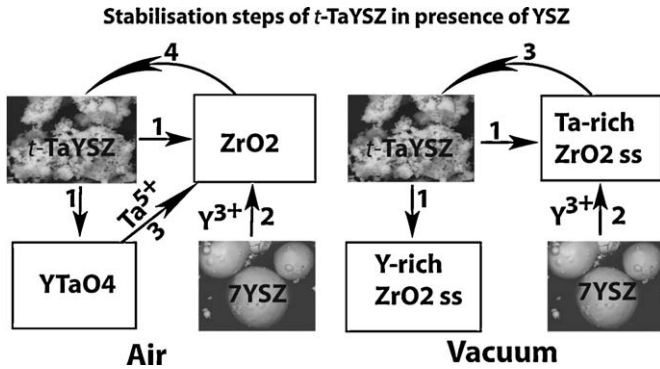 Stabilisation steps of t-TaYSZ in presence of YSZ
4
t-TaYSZ
1
ZrO2
1
Ta5+
3
Y3+
2
YTaO4
7YSZ
Air
3
t-TaYSZ
1
Ta-rich
ZrO2 ss
1
Y3+
2
Y-rich
ZrO2 ss
7YSZ
Vacuum